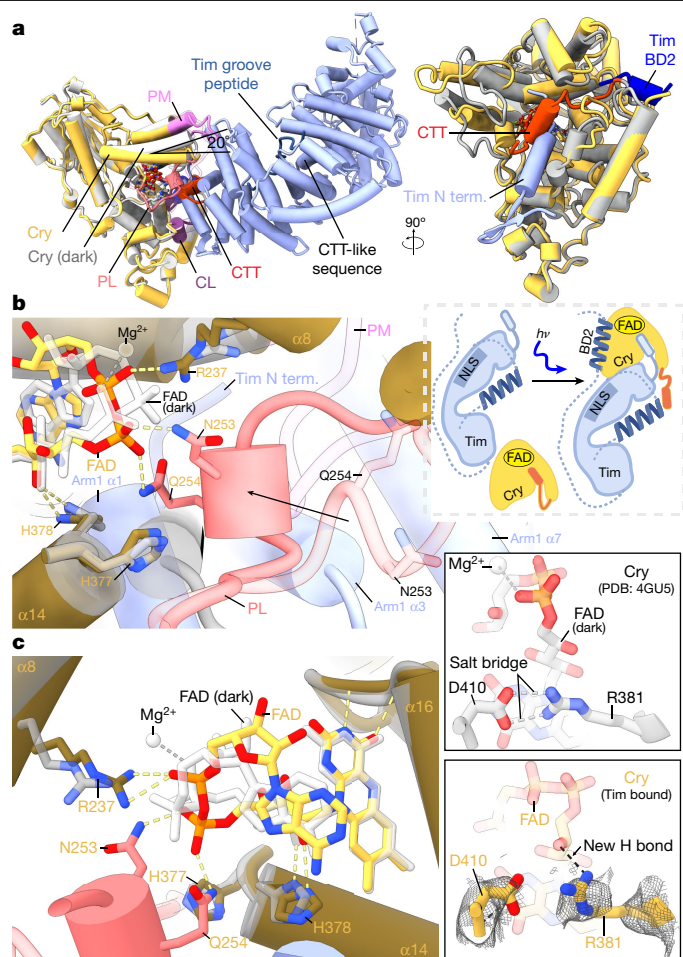 a
Tim groove
peptide
PM
20°
Cry
Cry (dark)
PL
CL
CTT
CTT-like
sequence
90º
Tim
BD2
CTT
Tim N term.
b
Mg2+
α8
R237
PM
Tim N term.
FAD
(dark)
N253
FAD
Arm1 α1
Q254
Q254
H378
H377
N253
Arm1 α7
PL
Arm1 α3
α14
hν
BD2
FAD
Cry
NLS
NLS
Tim
Tim
FAD
Cry
Mg2+
Cry
(PDB: 4GU5)
FAD
(dark)
Salt bridge
D410
R381
Cry
(Tim bound)
FAD
New H bond
D410
R381
c
α8
FAD (dark)
FAD
α16
Mg2+
R237
N253
H377
H378
Q254
α14